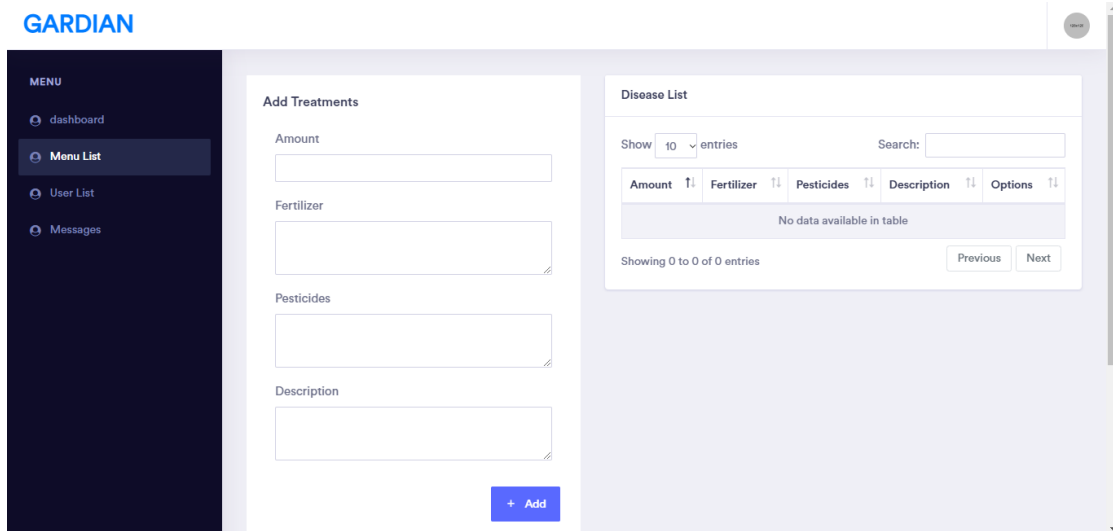 GARDIAN
MENU
dashboard
Menu List
User List
Messages
Add Treatments
Amount
Fertilizer
Pesticides
Description
+ Add
Disease List
Show 10 entries Search:
Amount Fertilizer Pesticides Description Options
No data available in table
Showing 0 to 0 of 0 entries Previous Next